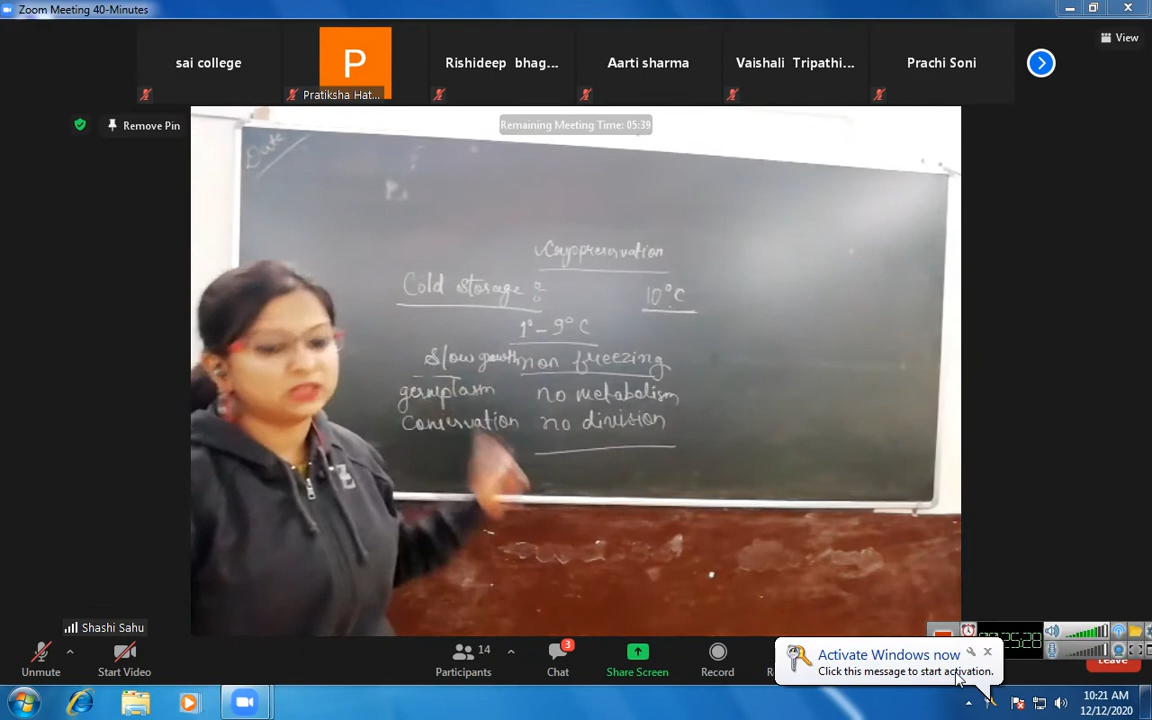 Zoom Meeting 40-Minutes
sai college
P
Rishideep bhag...
Aarti sharma
Vaishali Tripathi...
Prachi Soni
Pratiksha Hat...
View
Remove Pin
Remaining Meeting Time: 05:39
Date
Cryopreservation
Cold storage :
10°C
1° - 9°C
Slow growth non freezing
germplasm no metabolism
Conservation no division
Shashi Sahu
Unmute
Start Video
14
Participants
3
Chat
Share Screen
Record
Leave
Activate Windows now
Click this message to start activation.
10:21 AM
12/12/2020